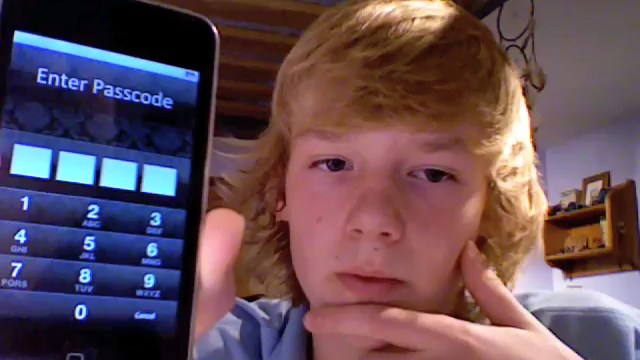 Enter Passcode
1 2 3
ABC DEF
4 5 6
GHI JKL MNO
7 8 9
PQRS TUV WXYZ
0 Cancel